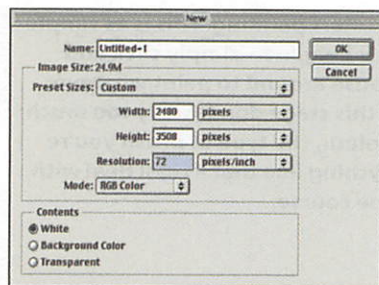 New
Name: Untitled-1
OK
Image Size: 24.9M
Cancel
Preset Sizes: Custom
Width: 2480 pixels
Height: 3508 pixels
Resolution: 72 pixels/inch
Mode: RGB Color
Contents
White
Background Color
Transparent